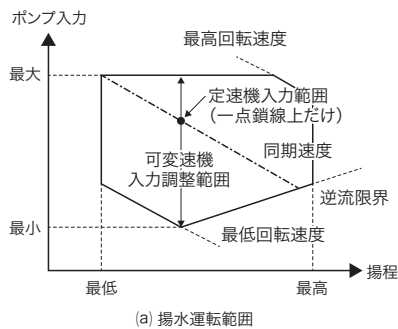 ポンプ入力
最高回転速度
最大
定速機入力範囲
(一点鎖線上だけ)
同期速度
可変速機
入力調整範囲
逆流限界
最小
最低回転速度
揚程
最低
最高
(a) 揚水運転範囲